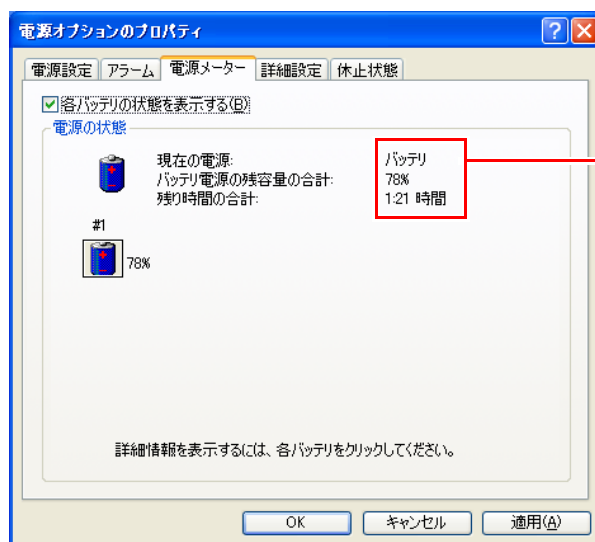 電源オプションのプロパティ
電源設定 アラーム 電源メーター 詳細設定 休止状態
各バッテリの状態を表示する(B)
電源の状態
現在の電源: バッテリ
バッテリ電源の残容量の合計: 78%
残り時間の合計: 1:21 時間
#1
78%
詳細情報を表示するには、各バッテリをクリックしてください。
OK キャンセル 適用(A)